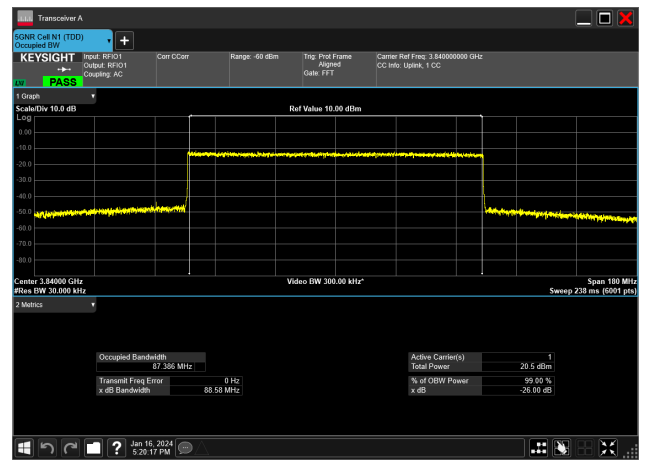 Transceiver A
5GNR Cell N1 (TDD)
Occupied BW
+
KEYSIGHT Input: RFIO1 Corr CCorr Range: -60 dBm Trig: Prot Frame Carrier Ref Freq: 3.840000000 GHz
Output: RFIO1 Aligned CC Info: Uplink, 1 CC
PASS Coupling: AC Gate: FFT
1 Graph
Scale/Div 10.0 dB Ref Value 10.00 dBm
Log
0.00
-10.0
-20.0
-30.0
-40.0
-50.0
-60.0
-70.0
-80.0
Center 3.84000 GHz Video BW 300.00 kHz* Span 180 MHz
#Res BW 30.000 kHz Sweep 238 ms (6001 pts)
2 Metrics
Occupied Bandwidth Active Carrier(s) 1
87.386 MHz Total Power 20.5 dBm
Transmit Freq Error 0 Hz % of OBW Power 99.00 %
x dB Bandwidth 88.58 MHz x dB -26.00 dB
? Jan 16, 2024
5:20:17 PM